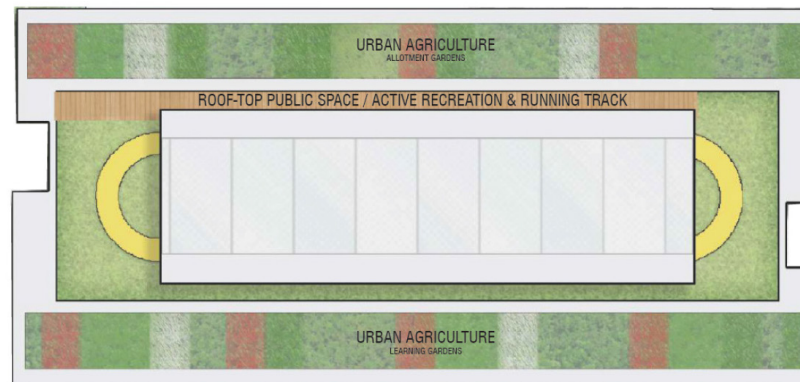 URBAN AGRICULTURE
ALLOTMENT GARDENS
ROOF-TOP PUBLIC SPACE / ACTIVE RECREATION & RUNNING TRACK
URBAN AGRICULTURE
LEARNING GARDENS